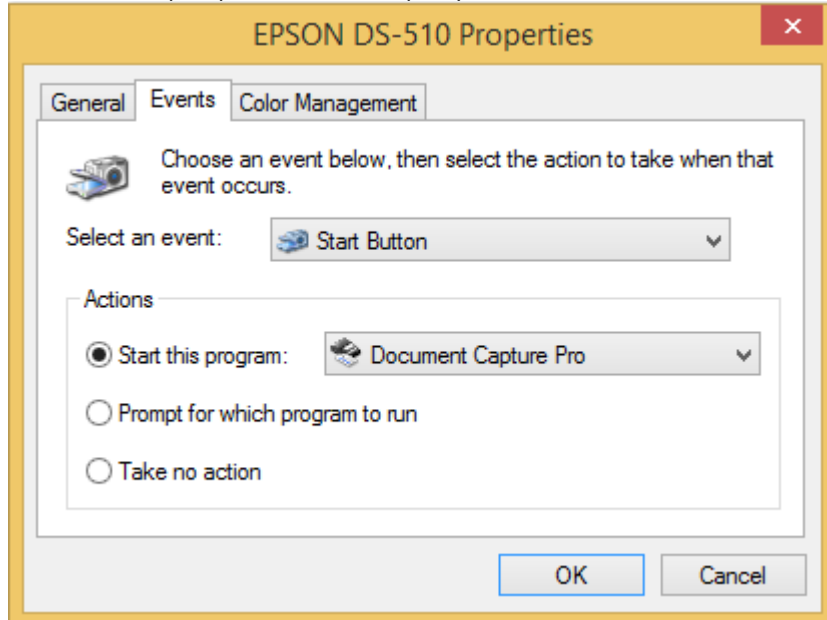 EPSON DS-510 Properties
General Events Color Management
Choose an event below, then select the action to take when that
event occurs.
Select an event: Start Button
Actions
Start this program: Document Capture Pro
Prompt for which program to run
Take no action
OK Cancel